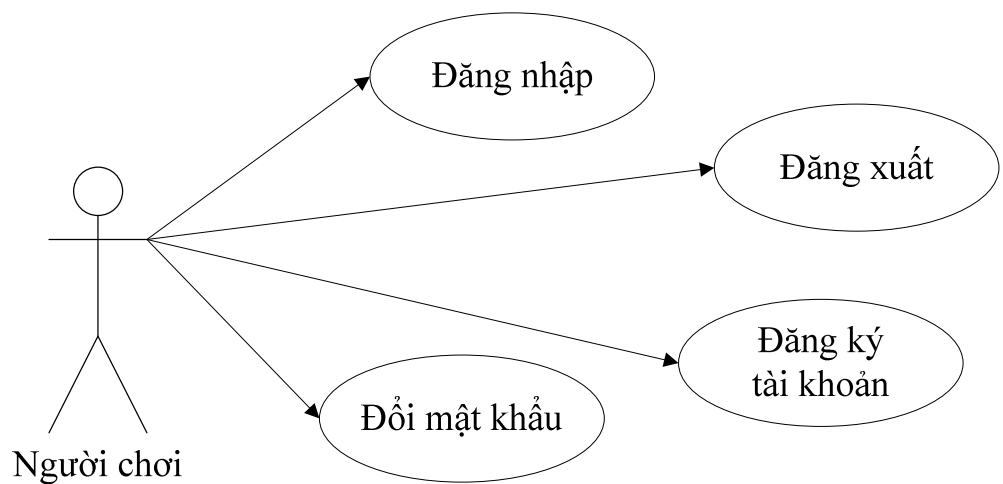 Đăng nhập
Đăng xuất
Đăng ký
tài khoản
Đổi mật khẩu
Người chơi